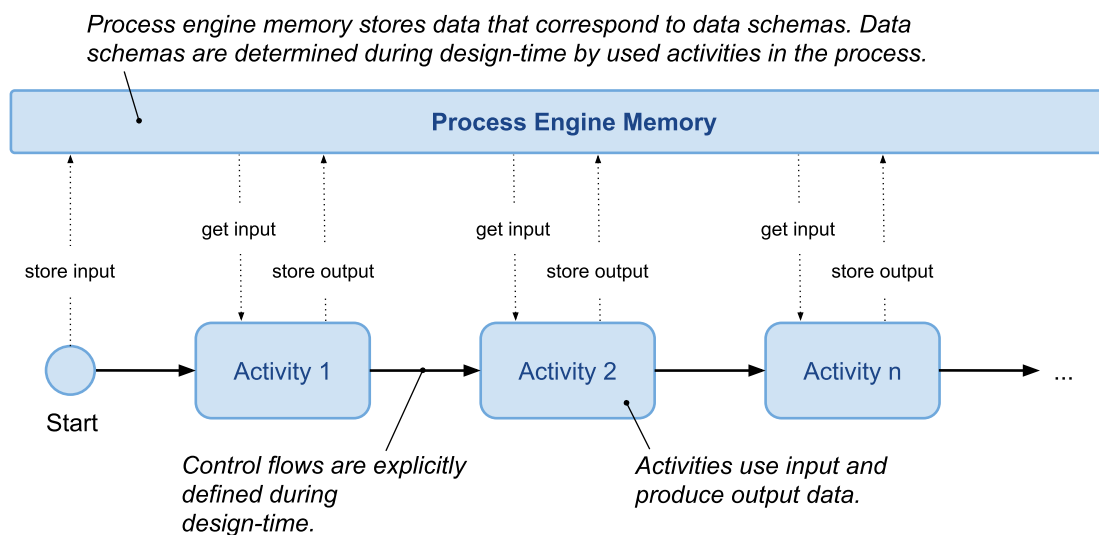 Process engine memory stores data that correspond to data schemas. Data
schemas are determined during design-time by used activities in the process.
Process Engine Memory
get input
get input
get input
store input
store output
store output
store output
Activity 1
Activity 2
Activity n
...
Start
Control flows are explicitly
defined during
design-time.
Activities use input and
produce output data.